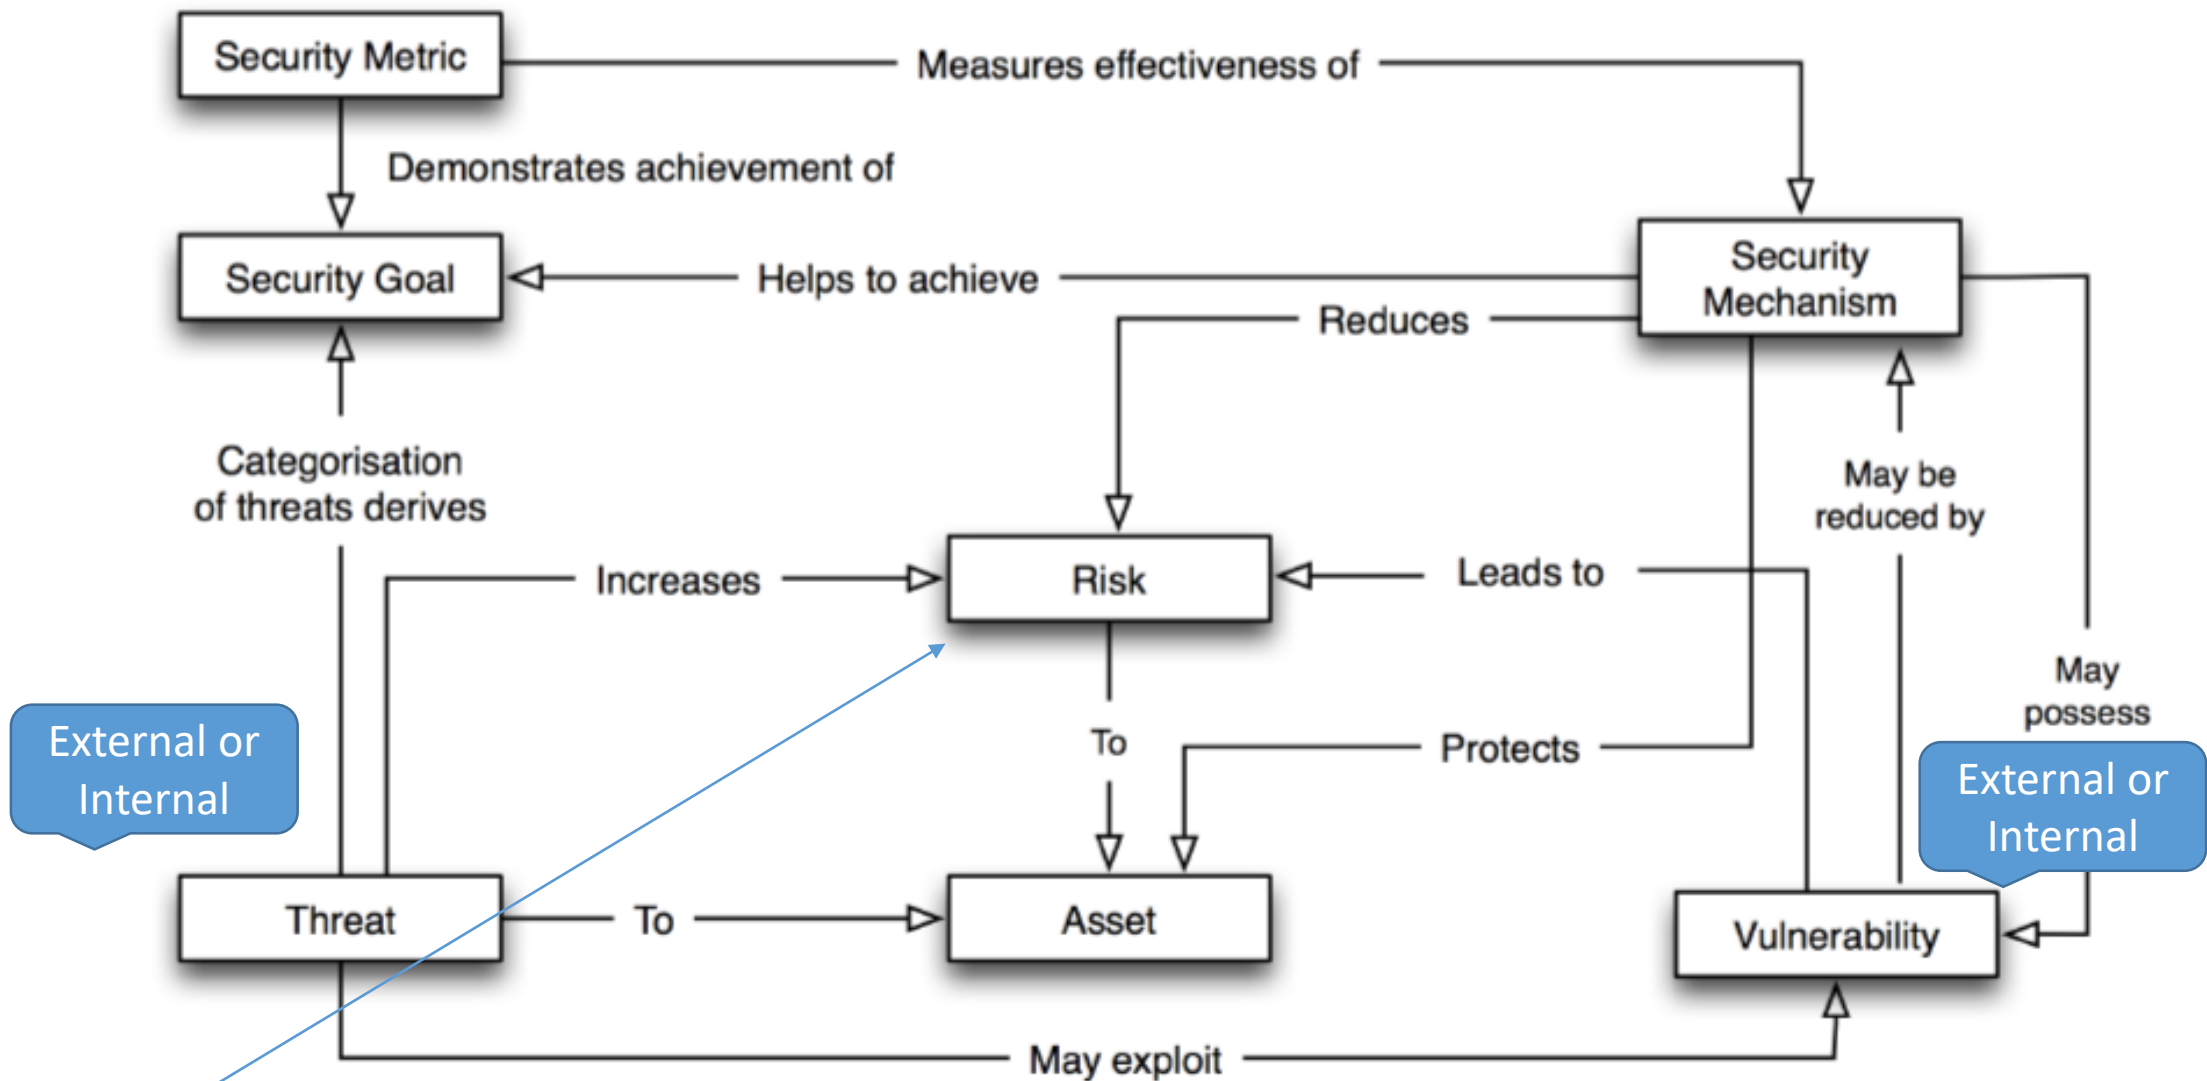 Security Metric
Measures effectiveness of
Demonstrates achievement of
Security Goal
Helps to achieve
Security
Mechanism
Reduces
Categorisation
of threats derives
May be
reduced by
Increases
Risk
Leads to
May
possess
External or
Internal
To
Protects
External or
Internal
Threat
To
Asset
Vulnerability
May exploit